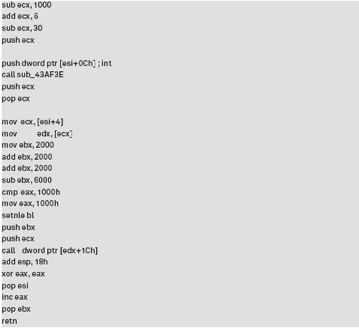 sub ecx, 1000
add ecx, 6
sub ecx, 30
push ecx
push dword ptr [esi+0Ch] ; int
call sub_43AF3E
push ecx
pop ecx
mov ecx, [esi+4]
mov edx, [ecx]
mov ebx, 2000
add ebx, 2000
add ebx, 2000
sub ebx, 6000
cmp eax, 1000h
mov eax, 1000h
setnle bl
push ebx
push ecx
call dword ptr [edx+1Ch]
add esp, 18h
xor eax, eax
pop esi
inc eax
pop ebx
retn